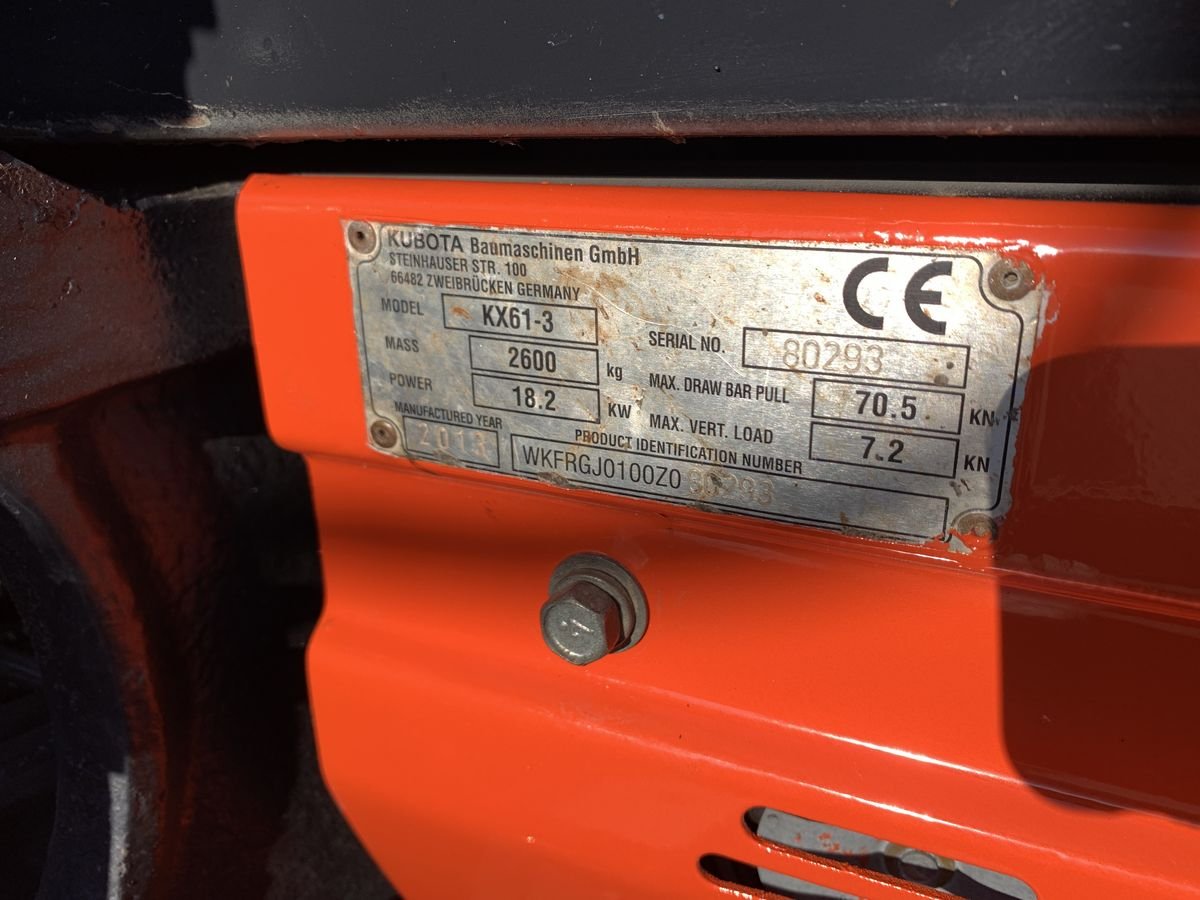 KUBOTA Baumaschinen GmbH
STEINHAUSER STR. 100
66482 ZWEIBRÜCKEN GERMANY
CE
MODEL KX61-3
MASS 2600 kg
POWER 18.2 KW
SERIAL NO. 80293
MAX. DRAW BAR PULL 70.5 KN
MAX. VERT. LOAD 7.2 KN
MANUFACTURED YEAR
2013
PRODUCT IDENTIFICATION NUMBER
WKFRGJ0100Z080293